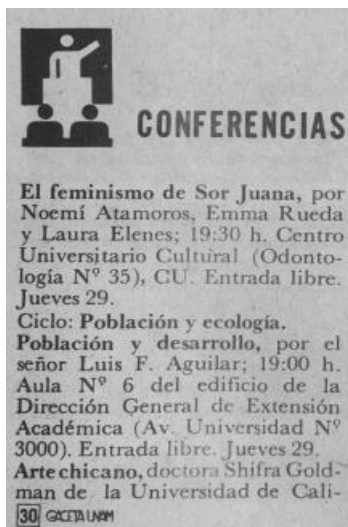 CONFERENCIAS
El feminismo de Sor Juana, por
Noemí Atamoros, Emma Rueda
y Laura Elenes; 19:30 h. Centro
Universitario Cultural (Odonto-
logía Nº 35), CU. Entrada libre.
Jueves 29.
Ciclo: Población y ecología.
Población y desarrollo, por el
señor Luis F. Aguilar; 19:00 h.
Aula Nº 6 del edificio de la
Dirección General de Extensión
Académica (Av. Universidad Nº
3000). Entrada libre. Jueves 29.
Arte chicano, doctora Shifra Gold-
man de la Universidad de Cali-
30 GACETA UNAM